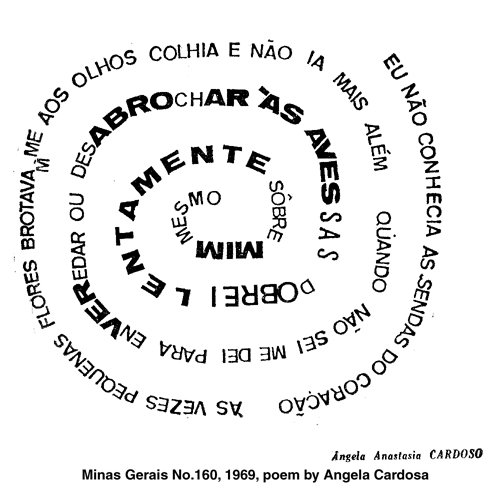 EU NÃO CONHECIA AS SENDAS DO CORAÇÃO
ÀS VEZES PEQUENAS FLORES BROTAVAM ME AOS OLHOS COLHIA E NÃO IA MAIS ALÉM
QUANDO NÃO SEI ME DEI PARA ENVEREDAR OU DESABROCHAR ÀS AVESSAS
DOBREI LENTAMENTE SÔBRE MIM MESMO
Angela Anastasia CARDOSO
Minas Gerais No.160, 1969, poem by Angela Cardosa